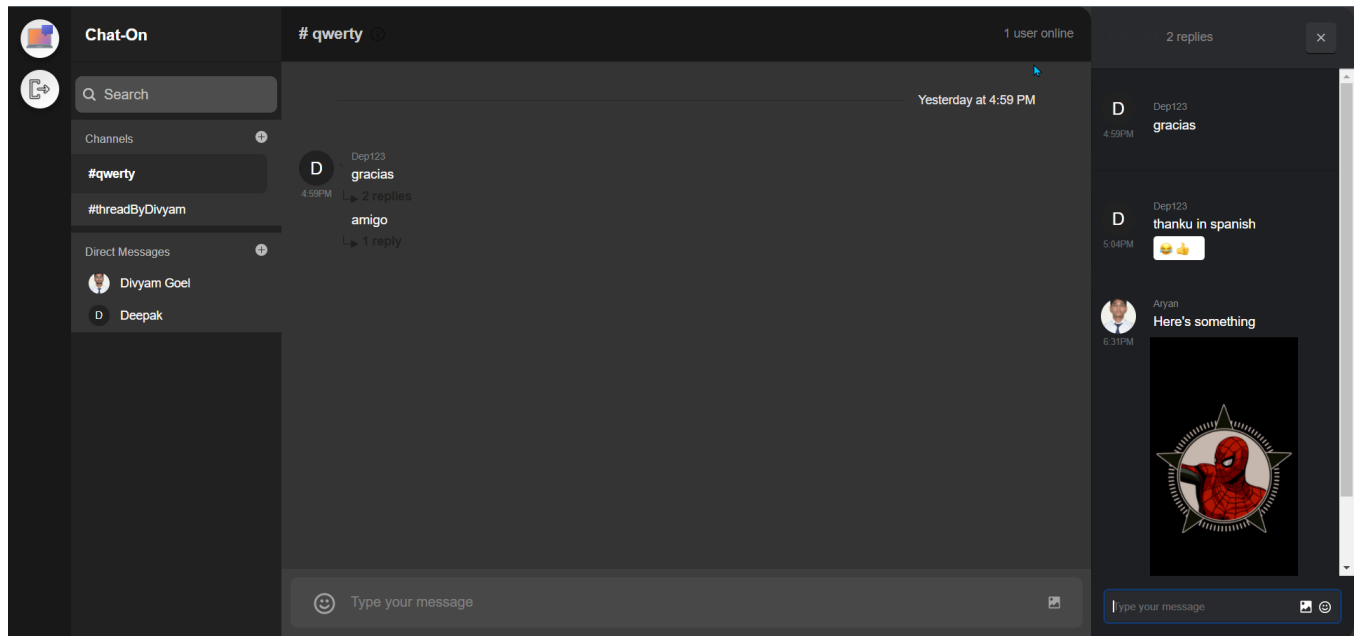 Chat-On
Search
Channels
#qwerty
#threadByDivyam
Direct Messages
Divyam Goel
D Deepak
# qwerty
1 user online
Yesterday at 4:59 PM
D
Dep123
gracias
4:59PM
2 replies
amigo
1 reply
Type your message
2 replies
D
Dep123
gracias
4:59PM
D
Dep123
thanku in spanish
5:04PM
Aryan
Here's something
6:31PM
Type your message